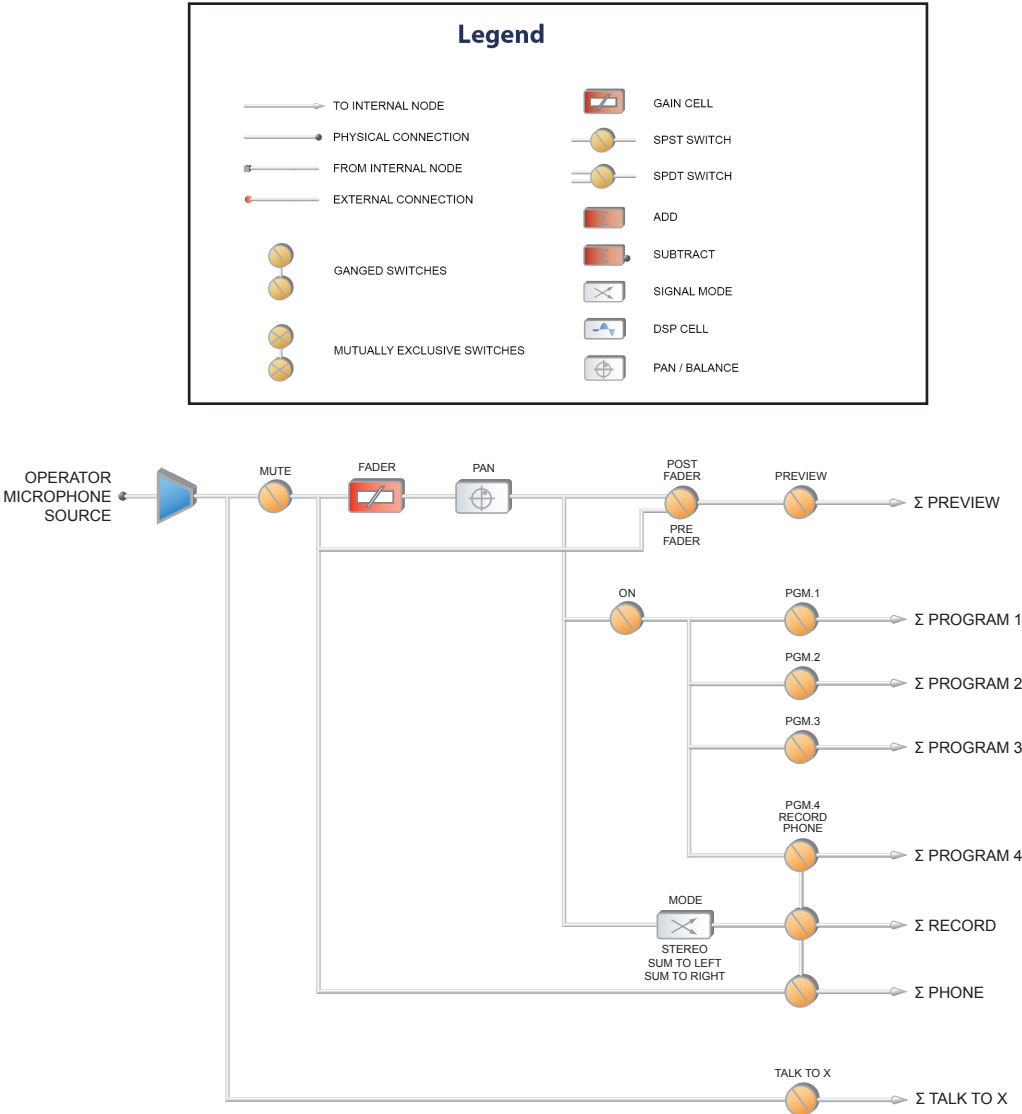 Legend
TO INTERNAL NODE
PHYSICAL CONNECTION
FROM INTERNAL NODE
EXTERNAL CONNECTION
GANGED SWITCHES
MUTUALLY EXCLUSIVE SWITCHES
GAIN CELL
SPST SWITCH
SPDT SWITCH
Σ
ADD
Σ
SUBTRACT
SIGNAL MODE
DSP CELL
PAN / BALANCE
OPERATOR
MICROPHONE
SOURCE
MUTE
FADER
PAN
POST
FADER
PRE
FADER
PREVIEW
Σ PREVIEW
ON
PGM.1
Σ PROGRAM 1
PGM.2
Σ PROGRAM 2
PGM.3
Σ PROGRAM 3
PGM.4
RECORD
PHONE
Σ PROGRAM 4
MODE
STEREO
SUM TO LEFT
SUM TO RIGHT
Σ RECORD
Σ PHONE
TALK TO X
Σ TALK TO X